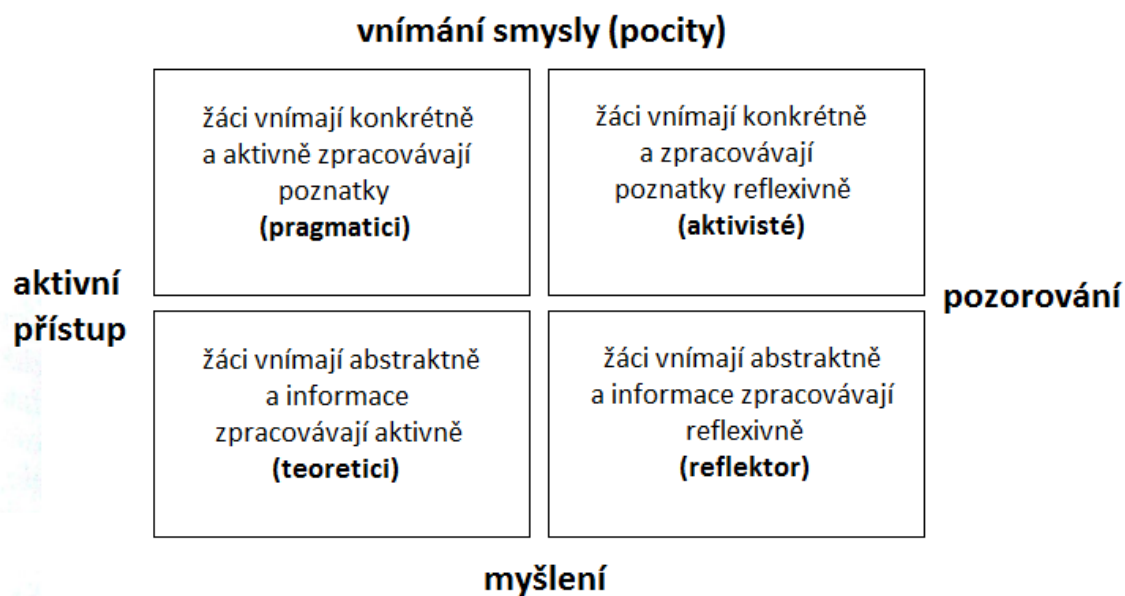 vnímání smysly (pocity)
žáci vnímají konkrétně
a aktivně zpracovávají
poznatky
(pragmatici)
žáci vnímají konkrétně
a zpracovávají
poznatky reflexivně
(aktivisté)
aktivní
přístup
pozorování
žáci vnímají abstraktně
a informace
zpracovávají aktivně
(teoretici)
žáci vnímají abstraktně
a informace zpracovávají
reflexivně
(reflektor)
myšlení